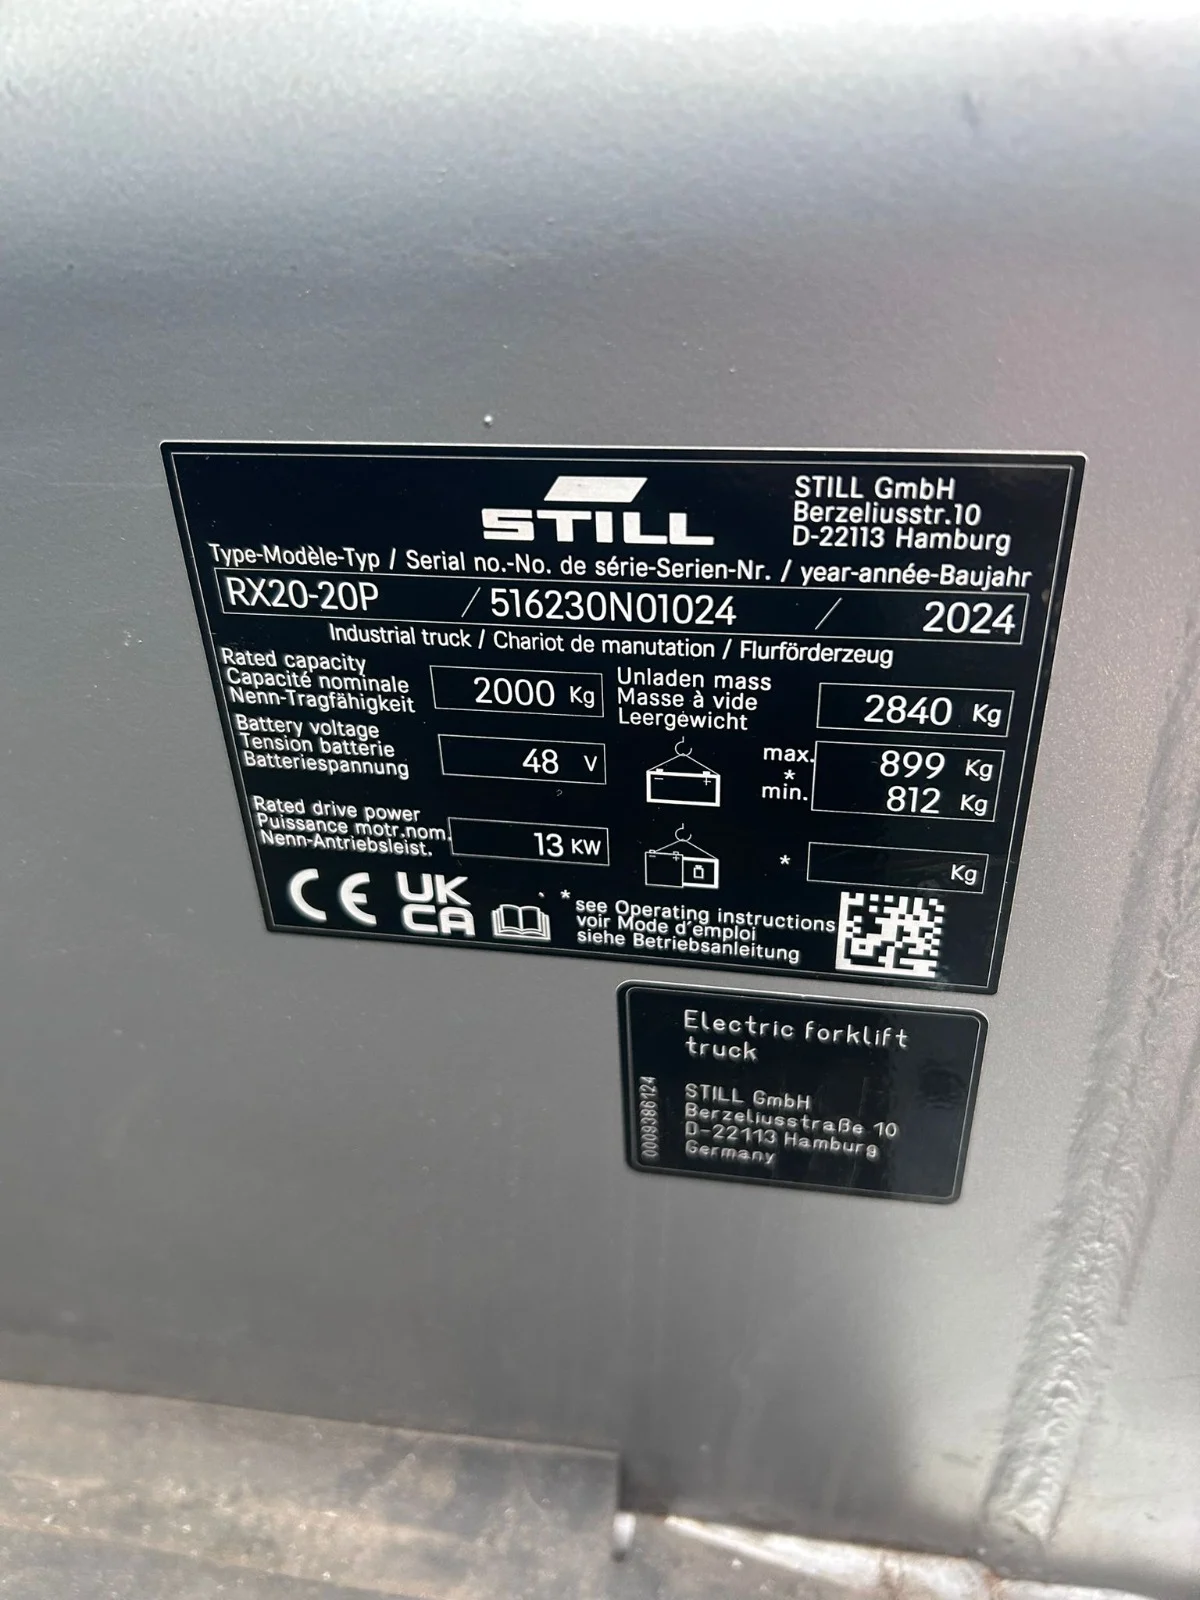 STILL
STILL GmbH
Berzeliusstr.10
D-22113 Hamburg
Type-Modèle-Typ / Serial no.-No. de série-Serien-Nr. / year-année-Baujahr
RX20-20P / 516230N01024 / 2024
Industrial truck / Chariot de manutation / Flurförderzeug
Rated capacity
Capacité nominale
Nenn-Tragfähigkeit
2000 Kg
Unladen mass
Masse à vide
Leergewicht
2840 Kg
Battery voltage
Tension batterie
Batteriespannung
48 V
max. 899 Kg
*
min. 812 Kg
Rated drive power
Puissance motr.nom.
Nenn-Antriebsleist.
13 KW
* Kg
CE UK
CA
* see Operating instructions
voir Mode d'emploi
siehe Betriebsanleitung
Electric forklift
truck
STILL GmbH
Berzeliusstraße 10
D-22113 Hamburg
Germany
0009386124